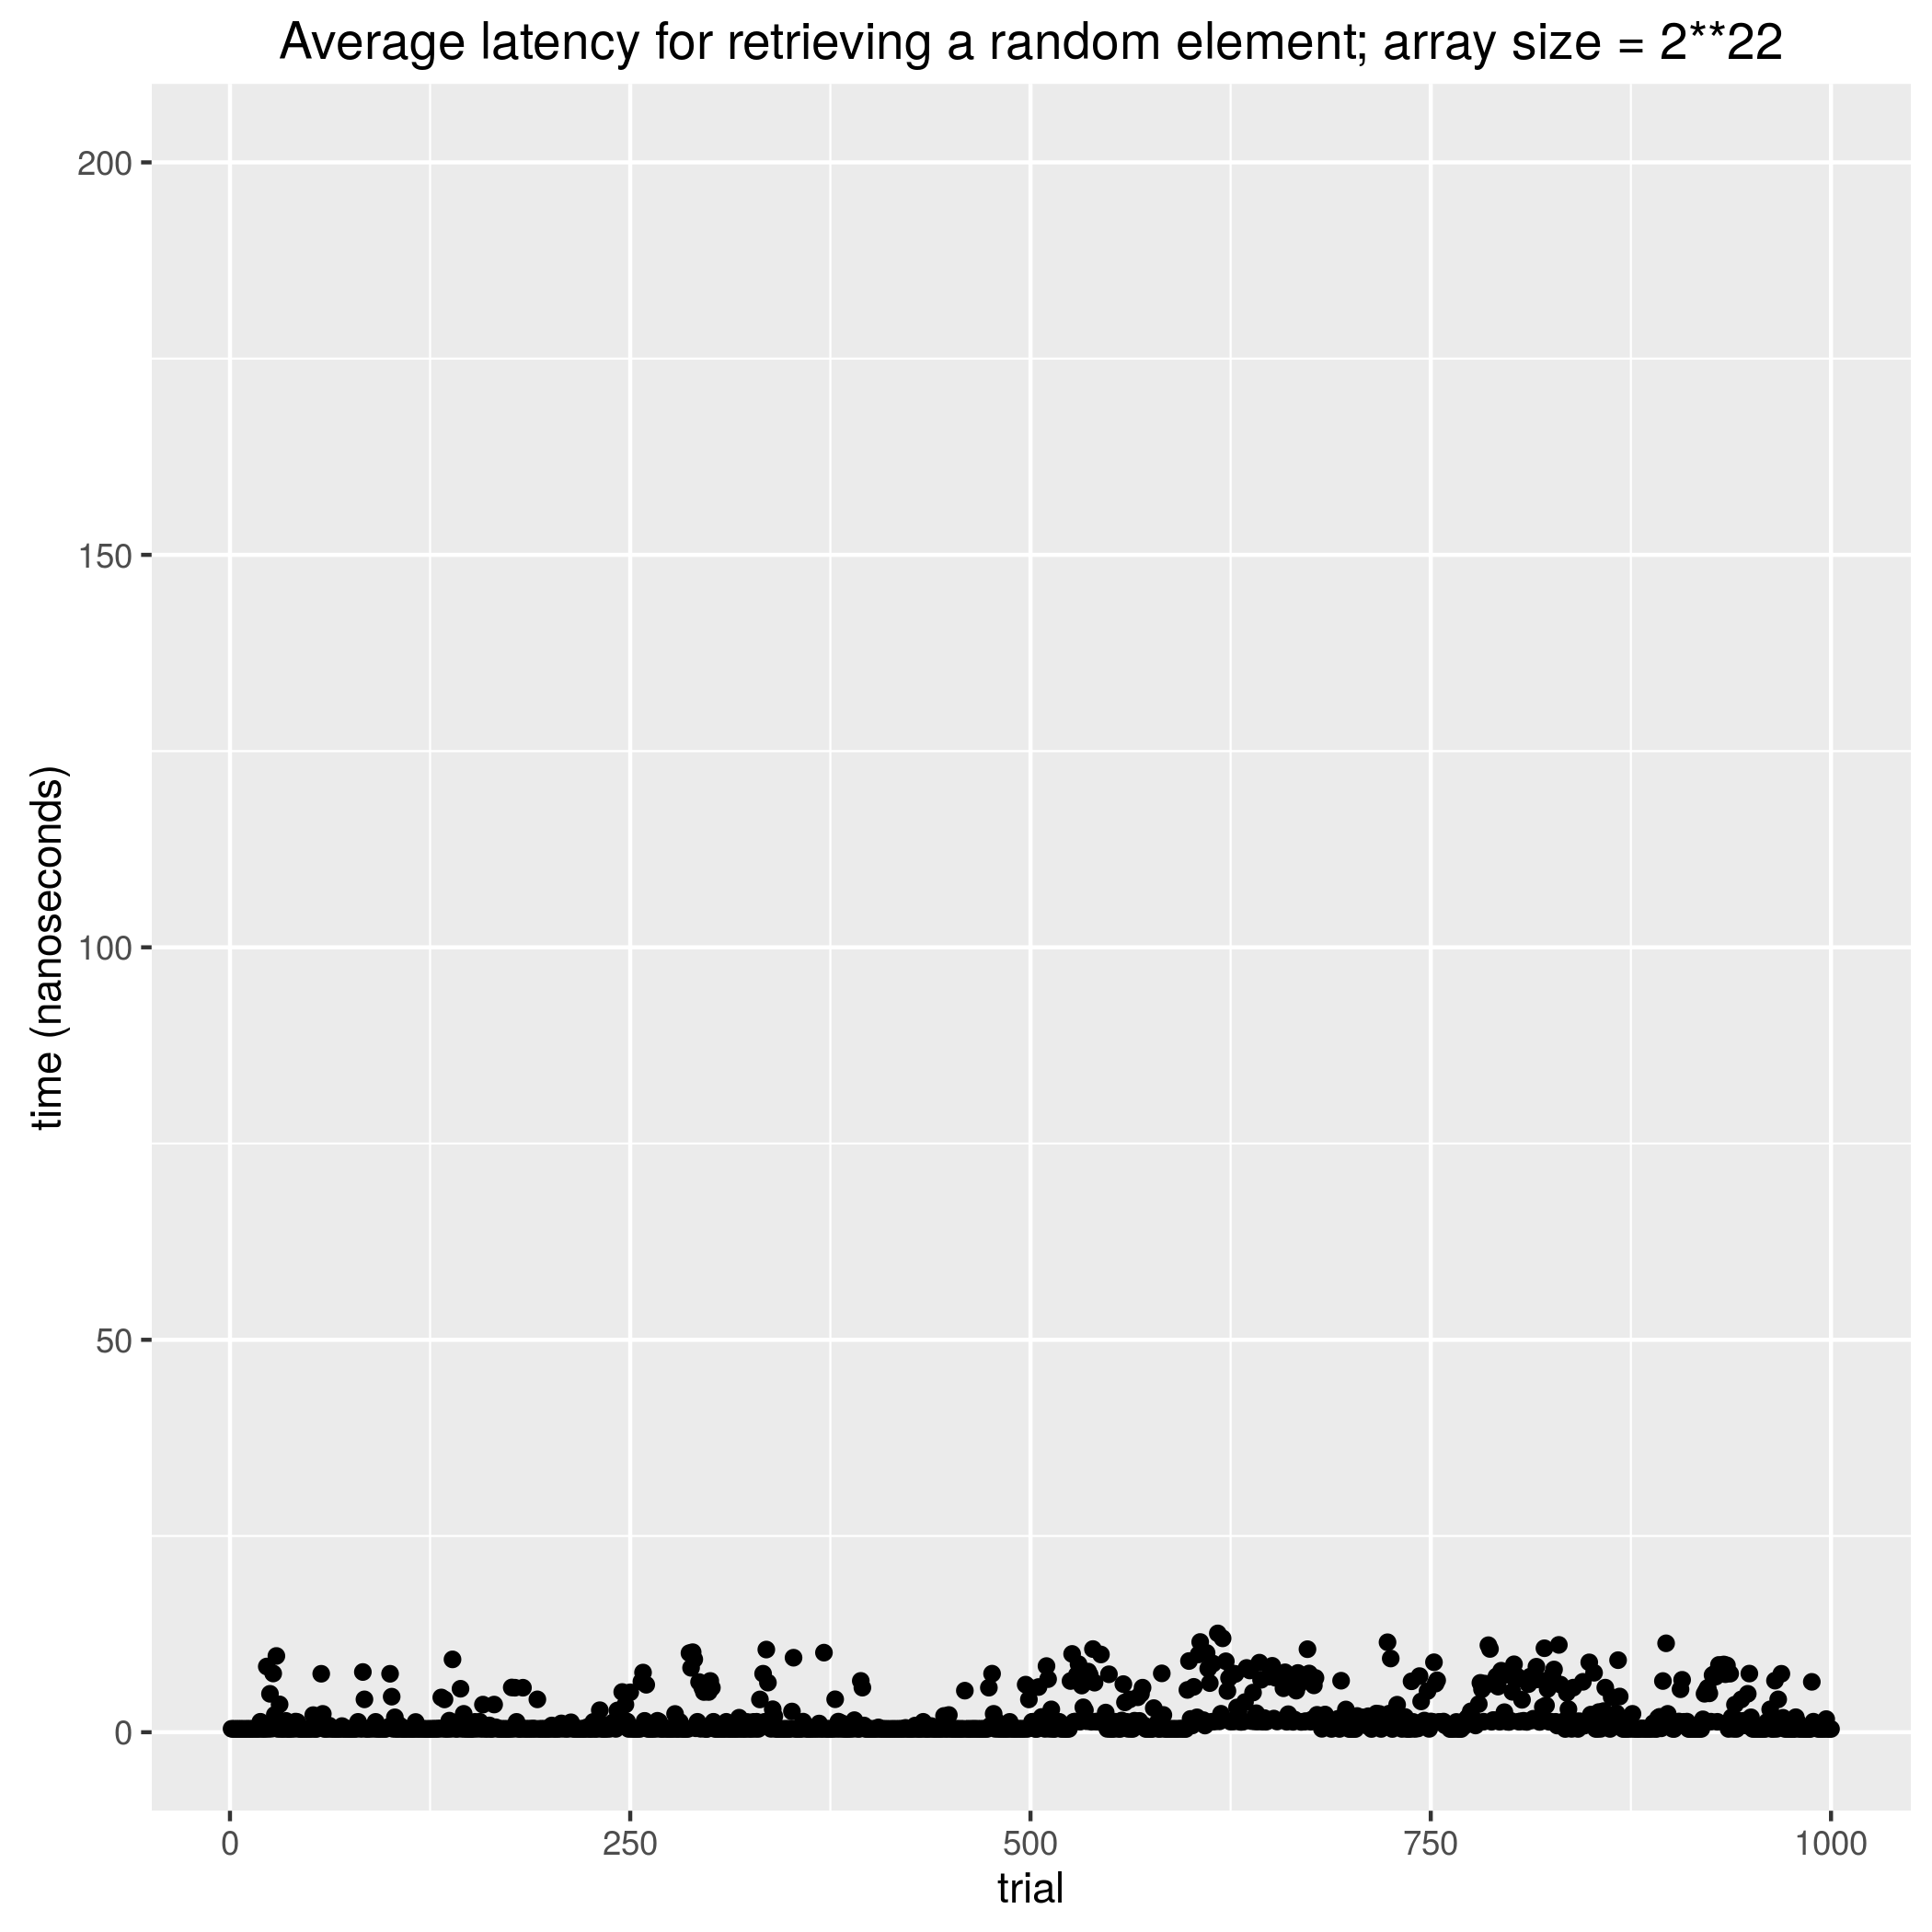 Average latency for retrieving a random element; array size = 2**22
200
150
100
50
0
time (nanoseconds)
0 250 500 750 1000
trial